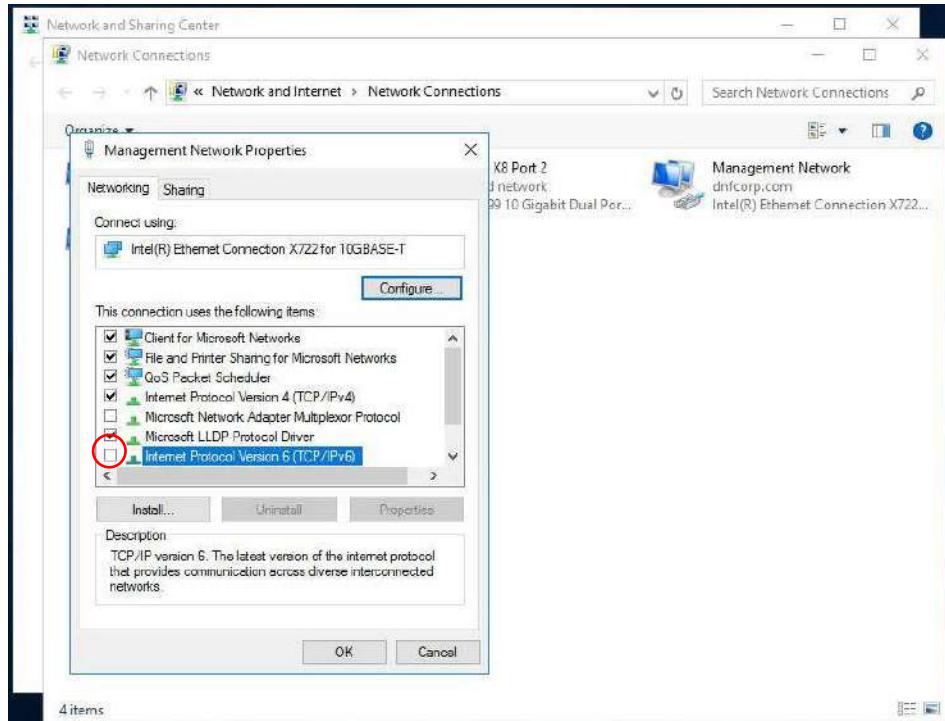 Network and Sharing Center
Network Connections
« Network and Internet › Network Connections
Search Network Connections
Organize
Management Network Properties
Networking
Sharing
Connect using:
Intel(R) Ethernet Connection X722 for 10GBASE-T
Configure...
This connection uses the following items:
Client for Microsoft Networks
File and Printer Sharing for Microsoft Networks
QoS Packet Scheduler
Internet Protocol Version 4 (TCP/IPv4)
Microsoft Network Adapter Multiplexor Protocol
Microsoft LLDP Protocol Driver
Internet Protocol Version 6 (TCP/IPv6)
Install...
Uninstall
Properties
Description
TCP/IP version 6. The latest version of the internet protocol
that provides communication across diverse interconnected
networks.
OK
Cancel
X8 Port 2
network
99 10 Gigabit Dual Por...
Management Network
dnfcorp.com
Intel(R) Ethernet Connection X722...
4 items